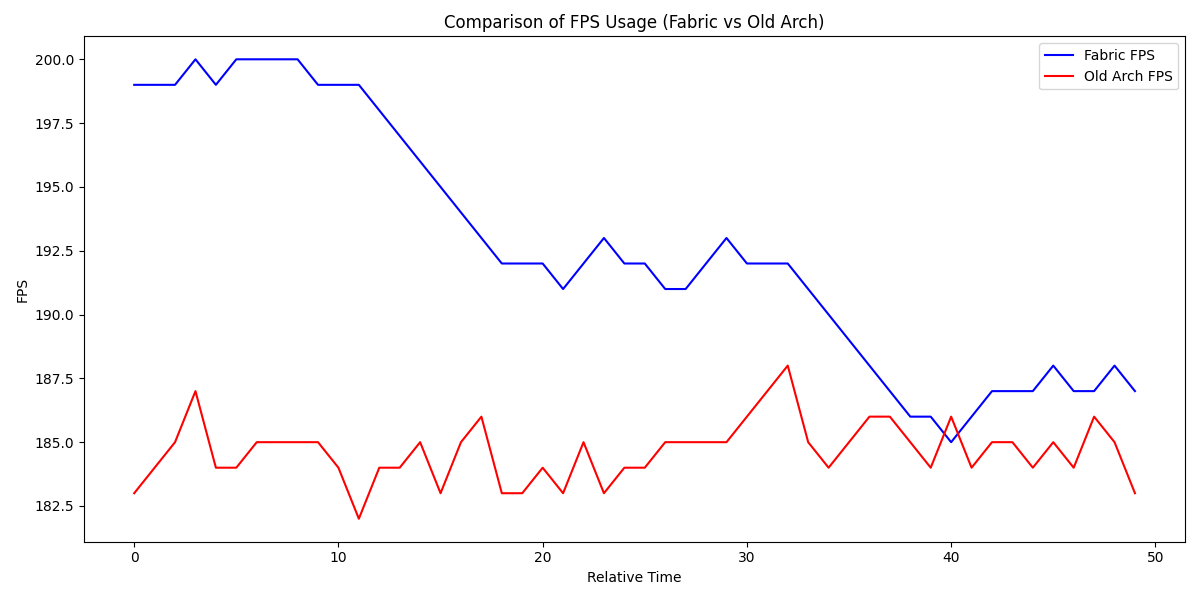 Comparison of FPS Usage (Fabric vs Old Arch)
Fabric FPS
Old Arch FPS
200.0
197.5
195.0
192.5
190.0
187.5
185.0
182.5
FPS
0 10 20 30 40 50
Relative Time